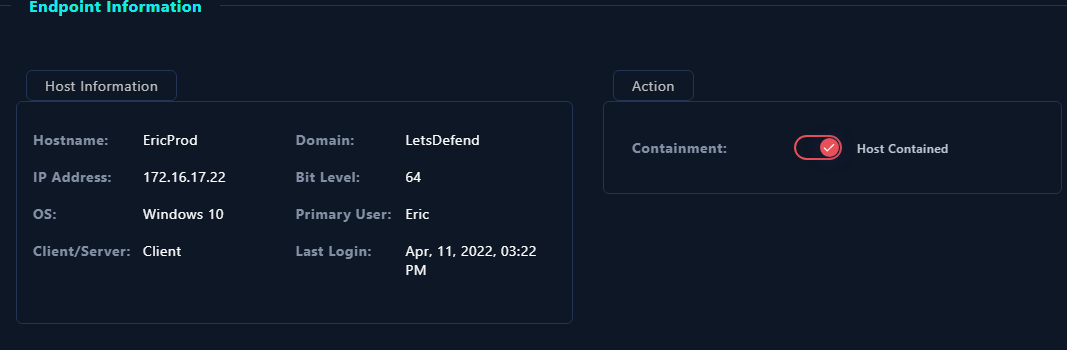 Endpoint Information
Host Information
Hostname: EricProd Domain: LetsDefend
IP Address: 172.16.17.22 Bit Level: 64
OS: Windows 10 Primary User: Eric
Client/Server: Client Last Login: Apr, 11, 2022, 03:22
PM
Action
Containment: Host Contained